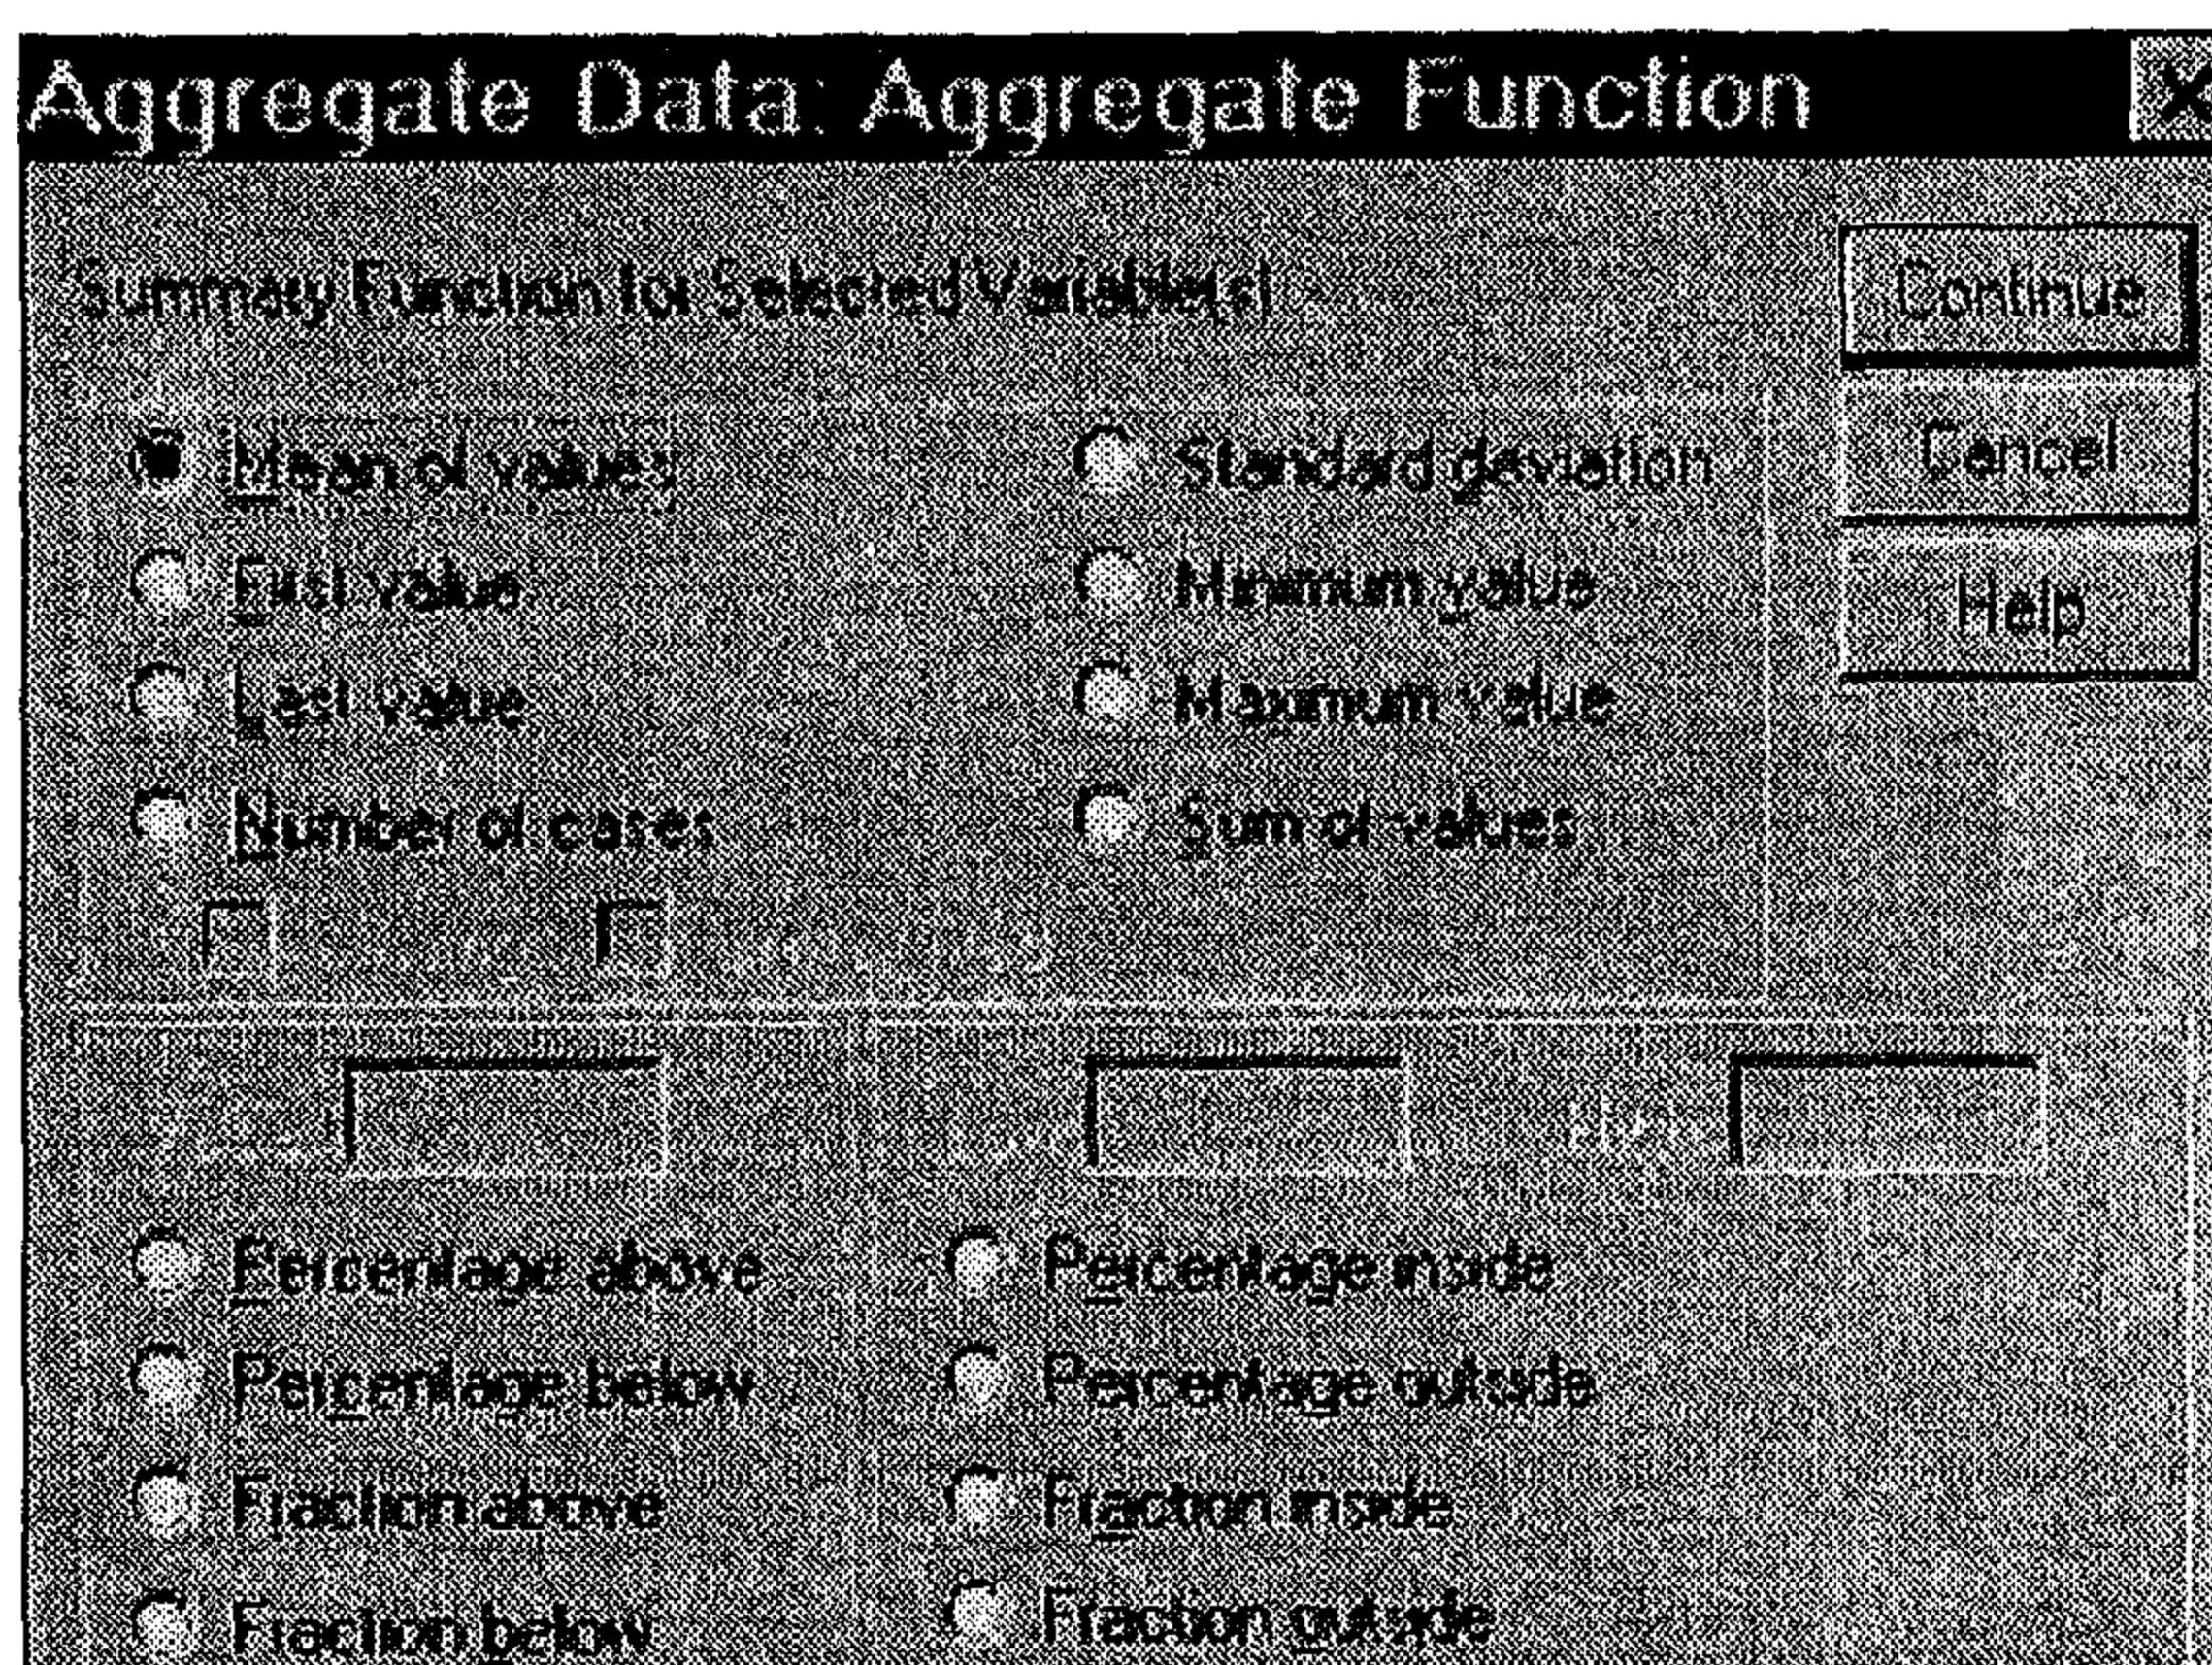 Aggregate Data: Aggregate Function
Summary Function for Selected Variable(s)
Continue
Cancel
Help
Mean of values
Standard deviation
First value
Minimum value
Last value
Maximum value
Number of cases
Sum of values
Percentage above
Percentage inside
Percentage below
Percentage outside
Fraction above
Fraction inside
Fraction below
Fraction outside